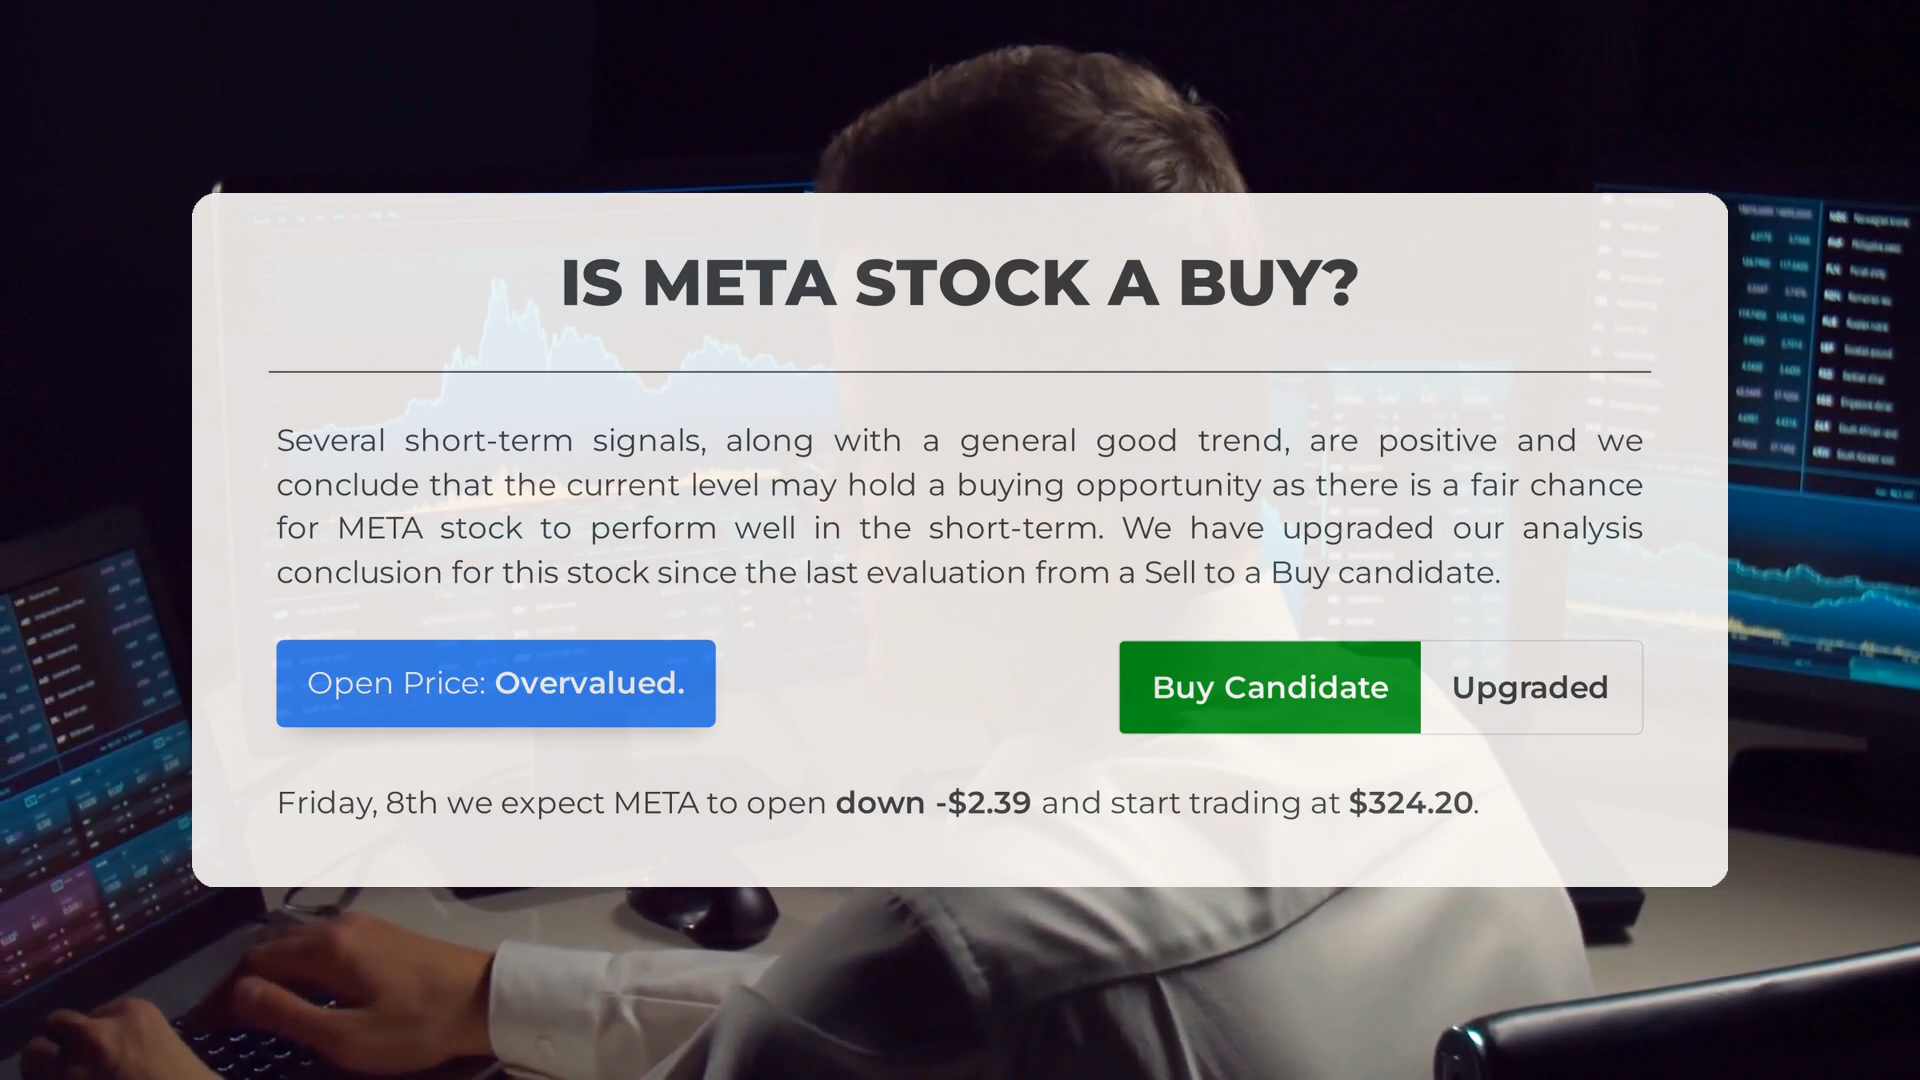 IS META STOCK A BUY?
Several short-term signals, along with a general good trend, are positive and we
conclude that the current level may hold a buying opportunity as there is a fair chance
for META stock to perform well in the short-term. We have upgraded our analysis
conclusion for this stock since the last evaluation from a Sell to a Buy candidate.
Open Price: Overvalued.
Buy Candidate Upgraded
Friday, 8th we expect META to open down -$2.39 and start trading at $324.20.